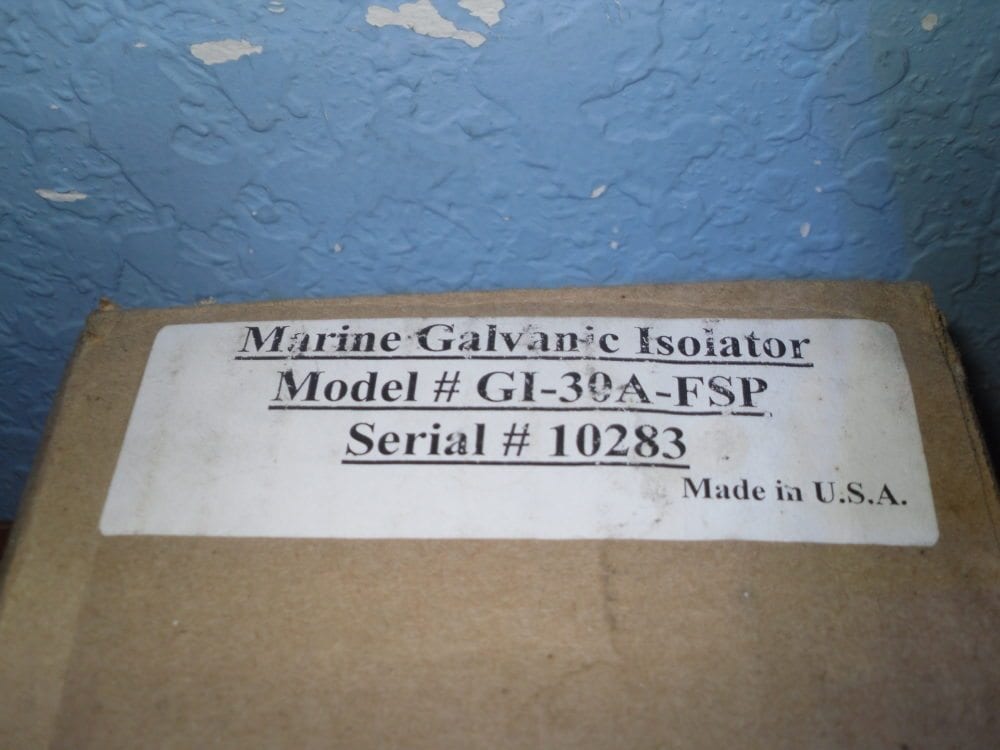 Marine Galvanic Isolator
Model # GI-30A-FSP
Serial # 10283
Made in U.S.A.